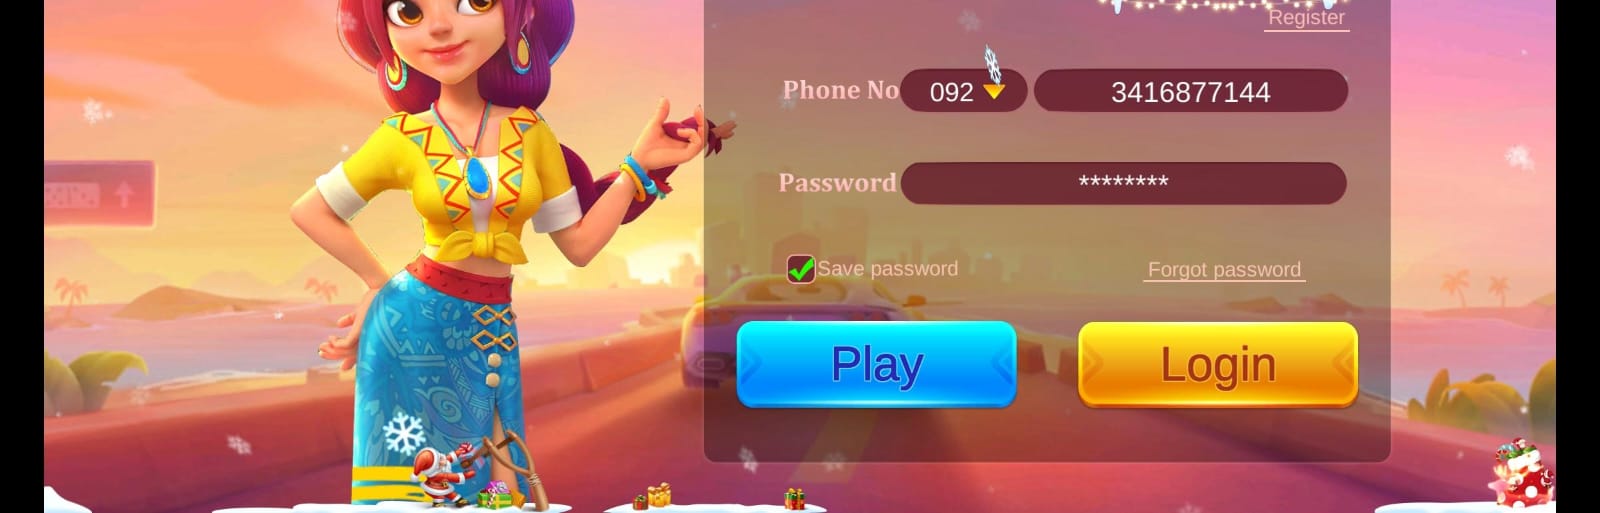 Register
Phone No 092 3416877144
Password ********
Save password Forgot password
Play Login